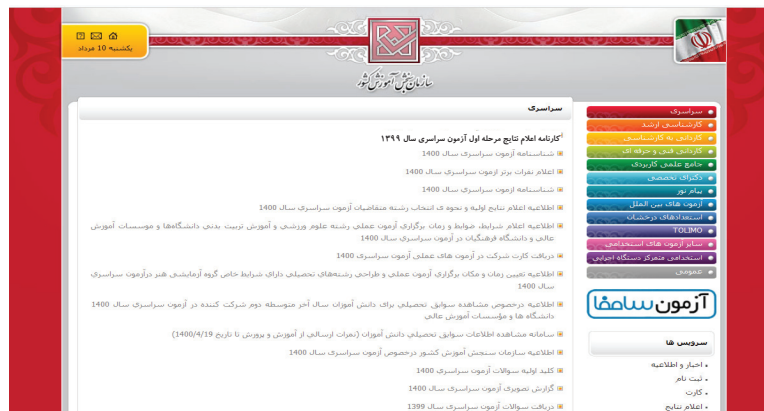 یکشنبه 10 مرداد
سازمان سنجش آموزش کشور
سراسری
کارشناسی ارشد
کاردانی به کارشناسی
کاردانی فنی و حرفه ای
جامع علمی کاربردی
دکترای تخصصی
پیام نور
آزمون های بین الملل
استعدادهای درخشان
TOLIMO
سایر آزمون های استخدامی
استخدامی متمرکز دستگاه اجرایی
عمومی
آزمون سامفا
سرویس ها
اخبار و اطلاعیه
ثبت نام
کارت
اعلام نتایج
سراسری
کارنامه اعلام نتایج مرحله اول آزمون سراسری سال ۱۳۹۹
شناسنامه آزمون سراسری سال 1400
اعلام نفرات برتر آزمون سراسری سال 1400
شناسنامه آزمون سراسری سال 1400
اطلاعیه اعلام نتایج اولیه و نحوه ی انتخاب رشته متقاضیان آزمون سراسری سال 1400
اطلاعیه اعلام شرایط، ضوابط و زمان برگزاری آزمون عملی رشته علوم ورزشی و آموزش تربیت بدنی دانشگاه‌ها و موسسات آموزش
عالی و دانشگاه فرهنگیان در آزمون سراسري سال 1400
دریافت کارت شرکت در آزمون های عملی آزمون سراسری 1400
اطلاعیه تعیین زمان و مکان برگزاري آزمون عملی و طراحی رشته‌های تحصیلی دارای شرایط خاص گروه آزمایشی هنر درآزمون سراسری
سال 1400
اطلاعیه درخصوص مشاهده سوابق تحصیلی برای دانش آموزان سال آخر متوسطه دوم شرکت کننده در آزمون سراسری سال 1400
دانشگاه ها و مؤسسات آموزش عالی
سامانه مشاهده اطلاعات سوابق تحصیلی دانش آموزان (نمرات ارسالی از آموزش و پرورش تا تاریخ 1400/4/19)
اطلاعیه سازمان سنجش آموزش کشور درخصوص آزمون سراسری سال 1400
کلید اولیه سوالات آزمون سراسری 1400
گزارش تصویری آزمون سراسری سال 1400
دریافت سوالات آزمون سراسری سال 1399